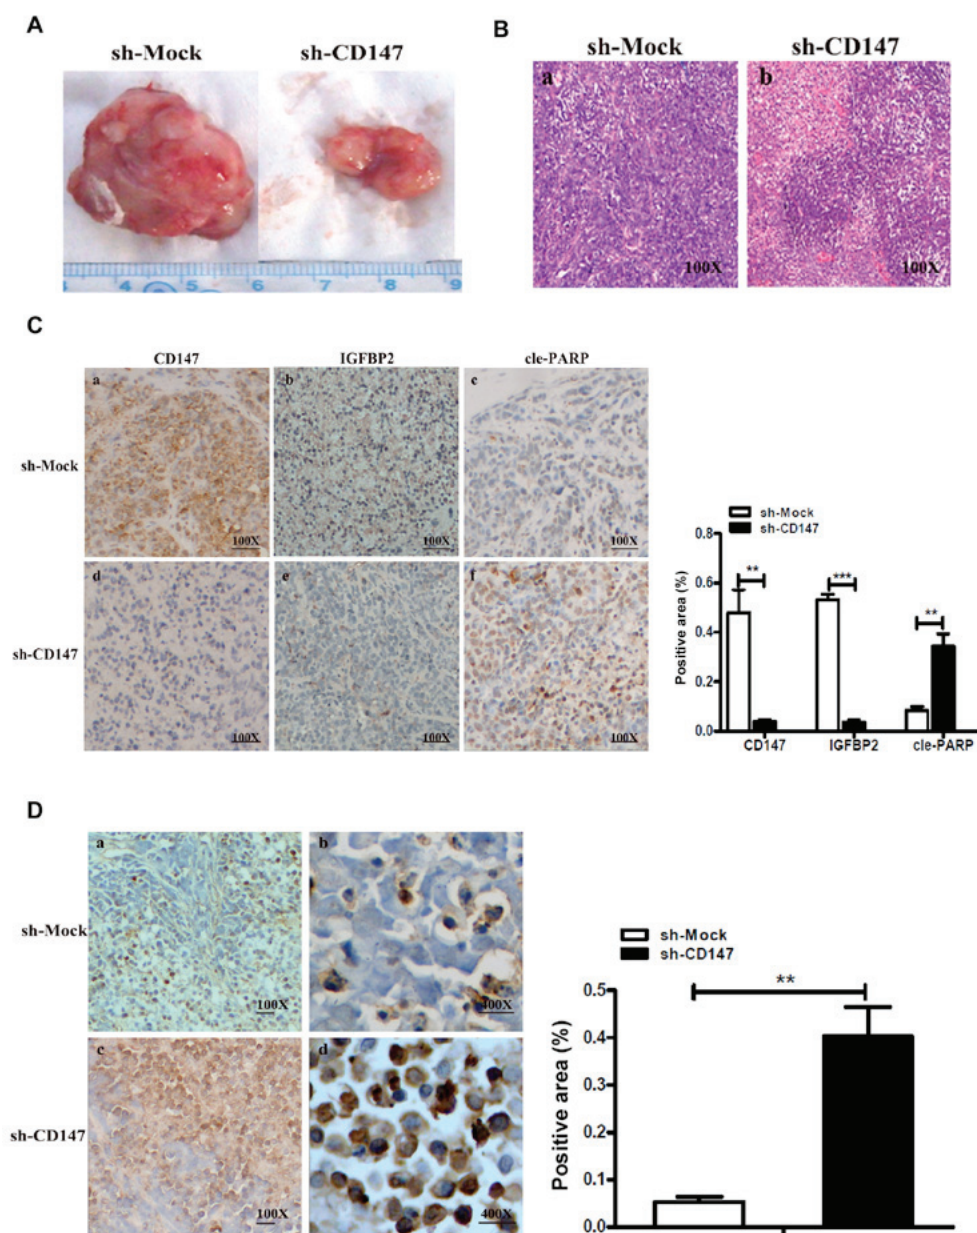 A
sh-Mock
sh-CD147
4 5 6 7 8 9
B
sh-Mock
sh-CD147
a
b
100X
100X
C
CD147
IGFBP2
cle-PARP
a
b
c
sh-Mock
100X
100X
100X
d
e
f
sh-CD147
100X
100X
100X
sh-Mock
sh-CD147
Positive area (%)
0.8
0.6
0.4
0.2
0.0
**
***
**
CD147
IGFBP2
cle-PARP
D
a
b
sh-Mock
100X
400X
c
d
sh-CD147
100X
400X
sh-Mock
sh-CD147
**
Positive area (%)
0.5
0.4
0.3
0.2
0.1
0.0